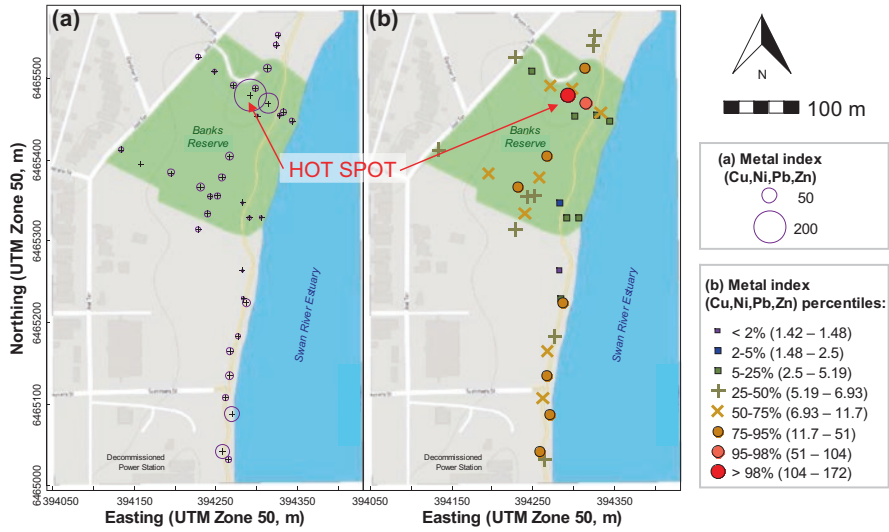 (a)
(b)
Northing (UTM Zone 50, m)
6465500
6465400
6465300
6465200
6465100
6465000
Banks
Reserve
HOT SPOT
Swan River Estuary
Summers St
Decommissioned
Power Station
394050
394150
394250
394350
Easting (UTM Zone 50, m)
Banks
Reserve
Swan River Estuary
Summers St
Decommissioned
Power Station
394050
394150
394250
394350
Easting (UTM Zone 50, m)
N
100 m
(a) Metal index
(Cu,Ni,Pb,Zn)
50
200
(b) Metal index
(Cu,Ni,Pb,Zn) percentiles:
< 2% (1.42 – 1.48)
2-5% (1.48 – 2.5)
5-25% (2.5 – 5.19)
25-50% (5.19 – 6.93)
50-75% (6.93 – 11.7)
75-95% (11.7 – 51)
95-98% (51 – 104)
> 98% (104 – 172)